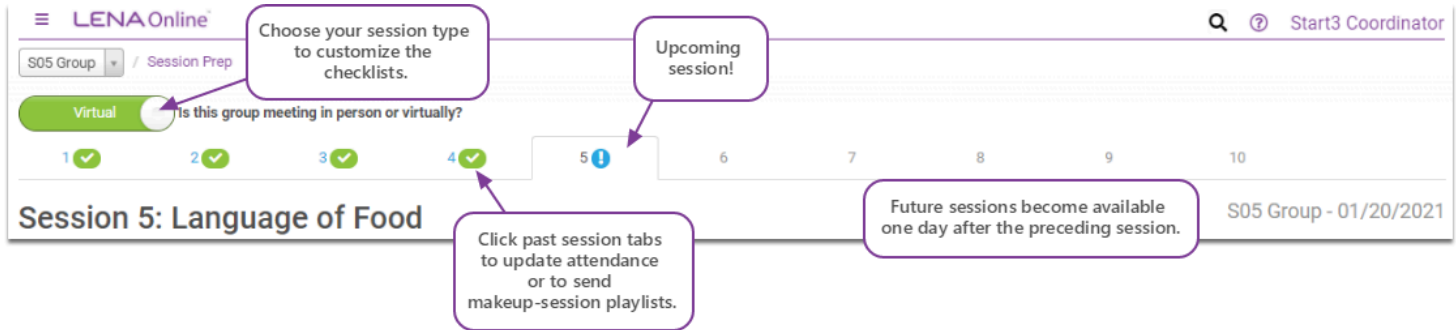 LENA Online™
Start3 Coordinator
Choose your session type
to customize the
checklists.
Upcoming
session!
S05 Group / Session Prep
Virtual
Is this group meeting in person or virtually?
1
2
3
4
5
6
7
8
9
10
Session 5: Language of Food
S05 Group - 01/20/2021
Future sessions become available
one day after the preceding session.
Click past session tabs
to update attendance
or to send
makeup-session playlists.